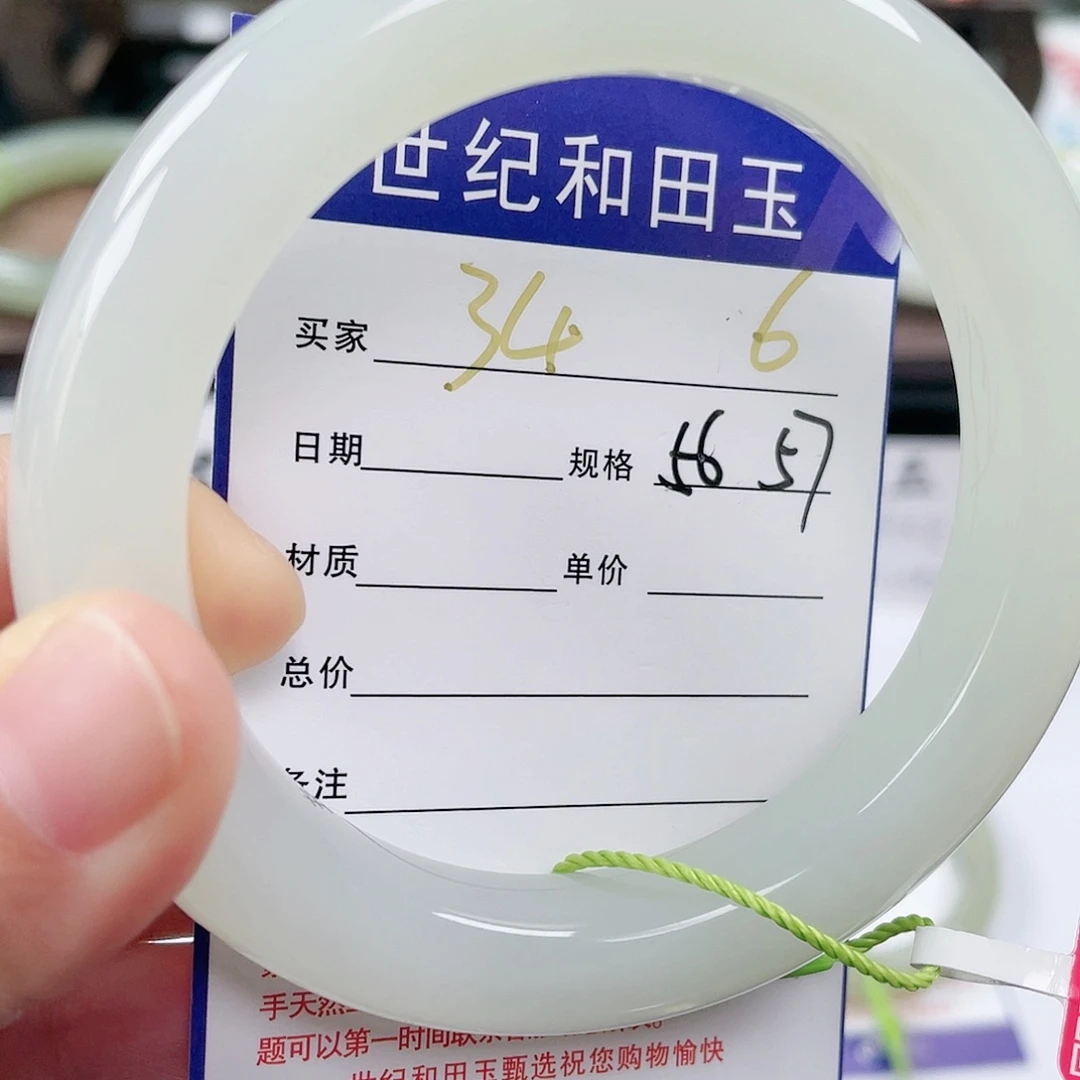 世纪和田玉
买家 34 6
日期 规格 56 57
材质 单价
总价
备注
手天然
题可以第一时间联系
世纪和田玉甄选祝您购物愉快